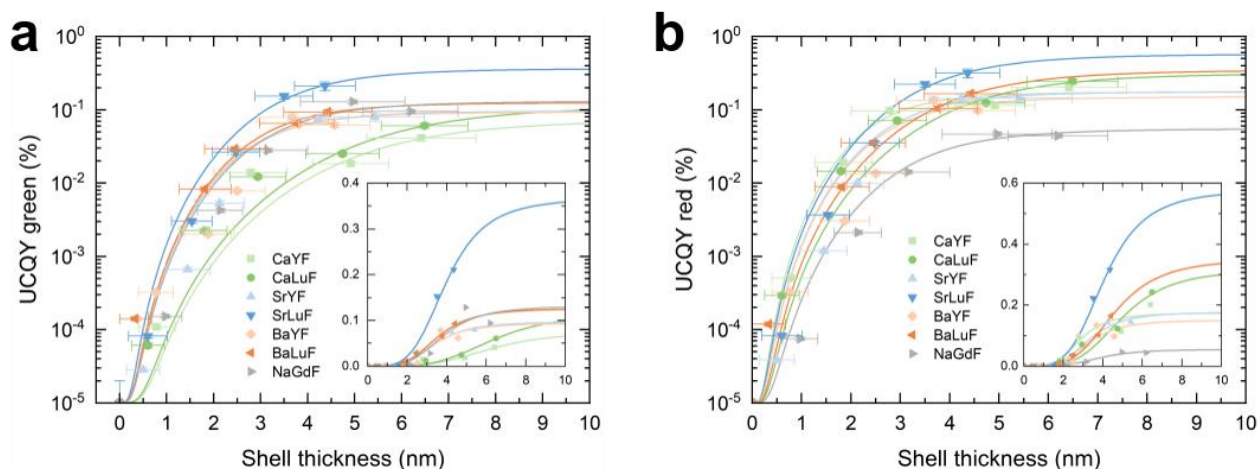 a
10⁰
10⁻¹
10⁻²
10⁻³
10⁻⁴
10⁻⁵
UCQY green (%)
0 1 2 3 4 5 6 7 8 9 10
Shell thickness (nm)
CaYF
CaLuF
SrYF
SrLuF
BaYF
BaLuF
NaGdF
0.4
0.3
0.2
0.1
0.0
0 2 4 6 8 10
b
10⁰
10⁻¹
10⁻²
10⁻³
10⁻⁴
10⁻⁵
UCQY red (%)
0 1 2 3 4 5 6 7 8 9 10
Shell thickness (nm)
CaYF
CaLuF
SrYF
SrLuF
BaYF
BaLuF
NaGdF
0.6
0.4
0.2
0.0
0 2 4 6 8 10